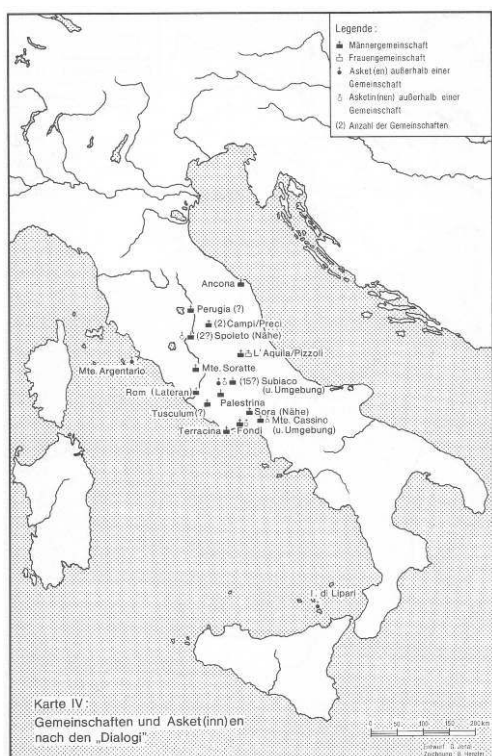 Legende:
Männergemeinschaft
Frauengemeinschaft
Asket(en) außerhalb einer
Gemeinschaft
Asketin(nen) außerhalb einer
Gemeinschaft
(2) Anzahl der Gemeinschaften
Ancona
Perugia (?)
(2) Campi/Preci
(2?) Spoleto (Nähe)
L'Aquila/Pizzoli
Mte. Argentario
Mte. Soratte
(15?) Subiaco
(u. Umgebung)
Rom (Lateran)
Palestrina
Tusculum (?)
Sora (Nähe)
Mte. Cassino
(u. Umgebung)
Fondi
Terracina
I. di Lipari
Karte IV:
Gemeinschaften und Asket(inn)en
nach den „Dialogi"
0 50 100 150 200km
Entwurf G. Jenal
Zeichnung